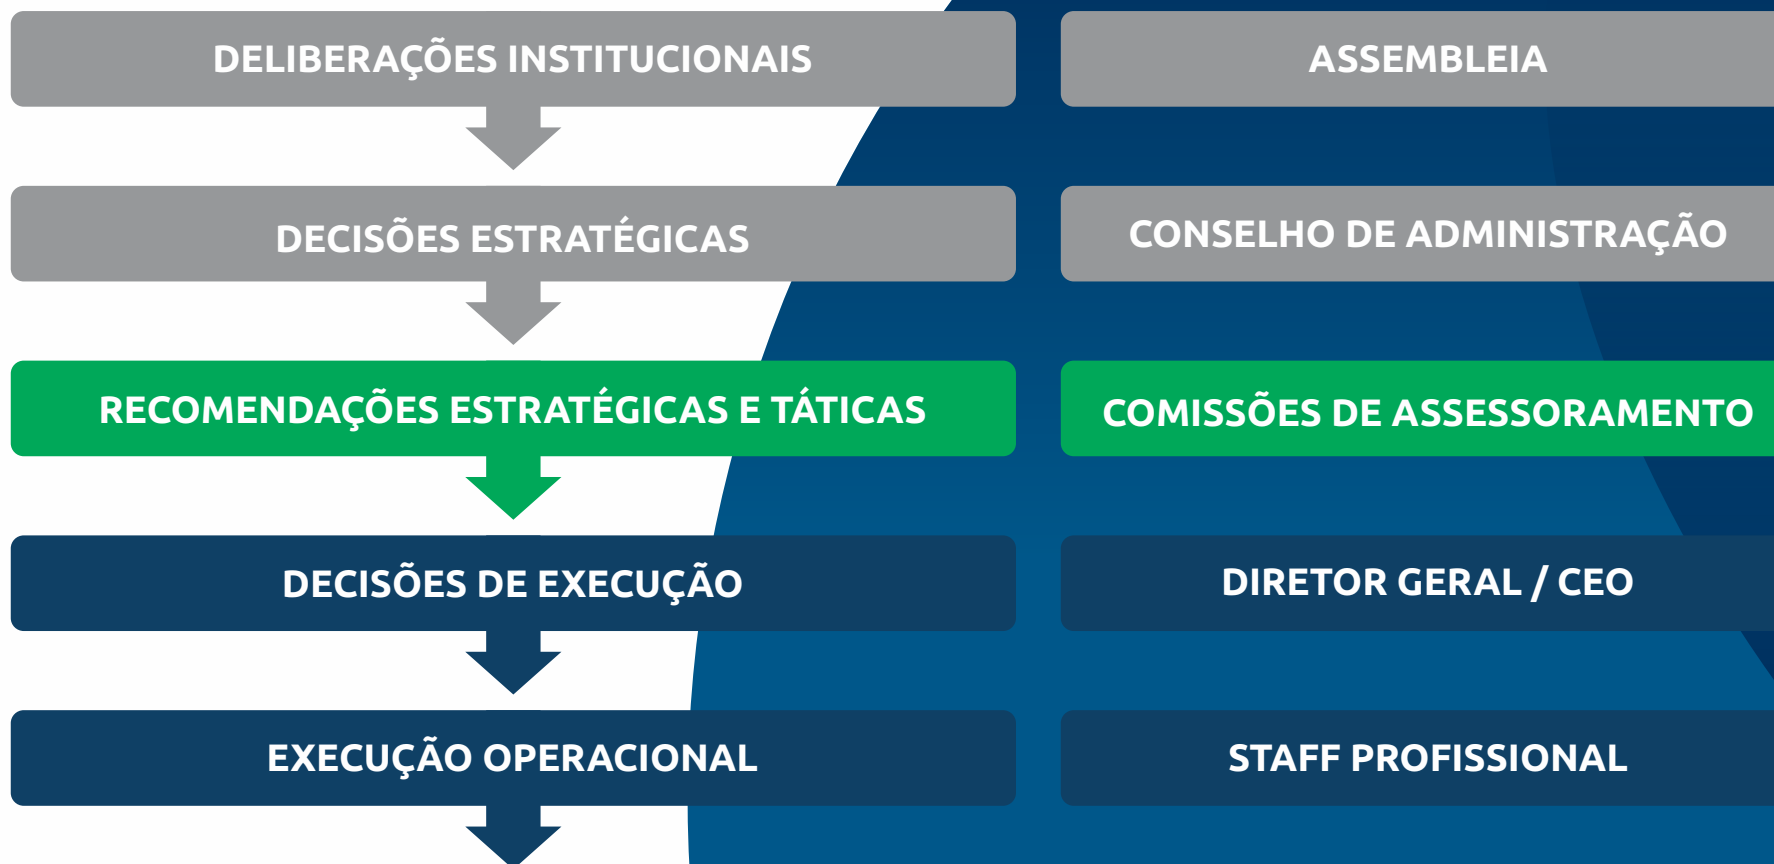 DELIBERAÇÕES INSTITUCIONAIS
ASSEMBLEIA
DECISÕES ESTRATÉGICAS
CONSELHO DE ADMINISTRAÇÃO
RECOMENDAÇÕES ESTRATÉGICAS E TÁTICAS
COMISSÕES DE ASSESSORAMENTO
DECISÕES DE EXECUÇÃO
DIRETOR GERAL / CEO
EXECUÇÃO OPERACIONAL
STAFF PROFISSIONAL